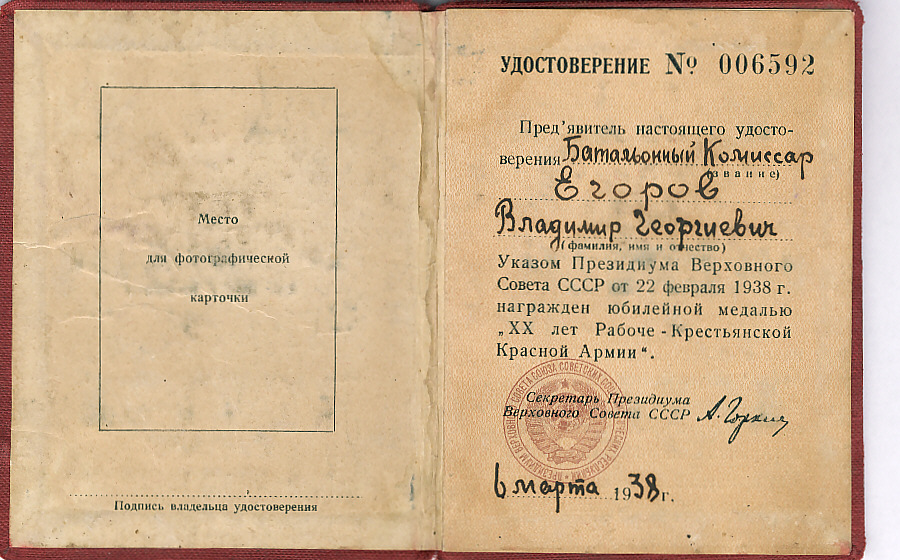 Место
для фотографической
карточки
Подпись владельца удостоверения
УДОСТОВЕРЕНИЕ № 006592
Пред’явитель настоящего удосто-
верения Батальонный Комиссар
(звание)
Егоров
Владимир Георгиевич
(фамилия, имя и отчество)
Указом Президиума Верховного
Совета СССР от 22 февраля 1938 г.
награжден юбилейной медалью
„XX лет Рабоче-Крестьянской
Красной Армии“.
Секретарь Президиума
Верховного Совета СССР А. Горкин
6 марта 1938 г.